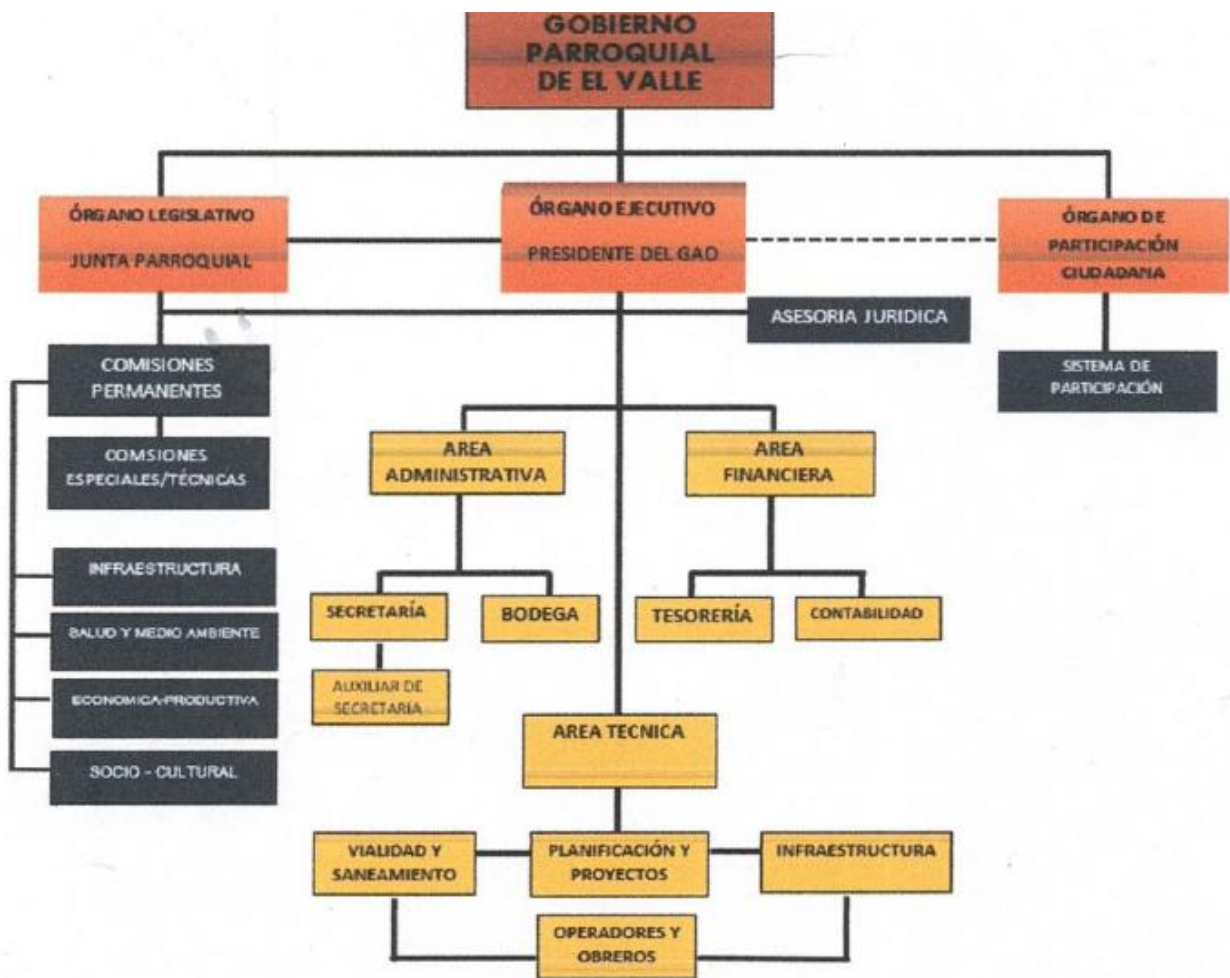 GOBIERNO
PARROQUIAL
DE EL VALLE
ÓRGANO LEGISLATIVO
JUNTA PARROQUIAL
ÓRGANO EJECUTIVO
PRESIDENTE DEL GAD
ÓRGANO DE
PARTICIPACIÓN
CIUDADANA
ASESORIA JURIDICA
COMISIONES
PERMANENTES
SISTEMA DE
PARTICIPACIÓN
COMSIONES
ESPECIALES/TÉCNICAS
AREA
ADMINISTRATIVA
AREA
FINANCIERA
INFRAESTRUCTURA
SALUD Y MEDIO AMBIENTE
ECONOMICA-PRODUCTIVA
SOCIO - CULTURAL
SECRETARÍA
BODEGA
TESORERÍA
CONTABILIDAD
AUXILIAR DE
SECRETARÍA
AREA TECNICA
VIALIDAD Y
SANEAMIENTO
PLANIFICACIÓN Y
PROYECTOS
INFRAESTRUCTURA
OPERADORES Y
OBREROS